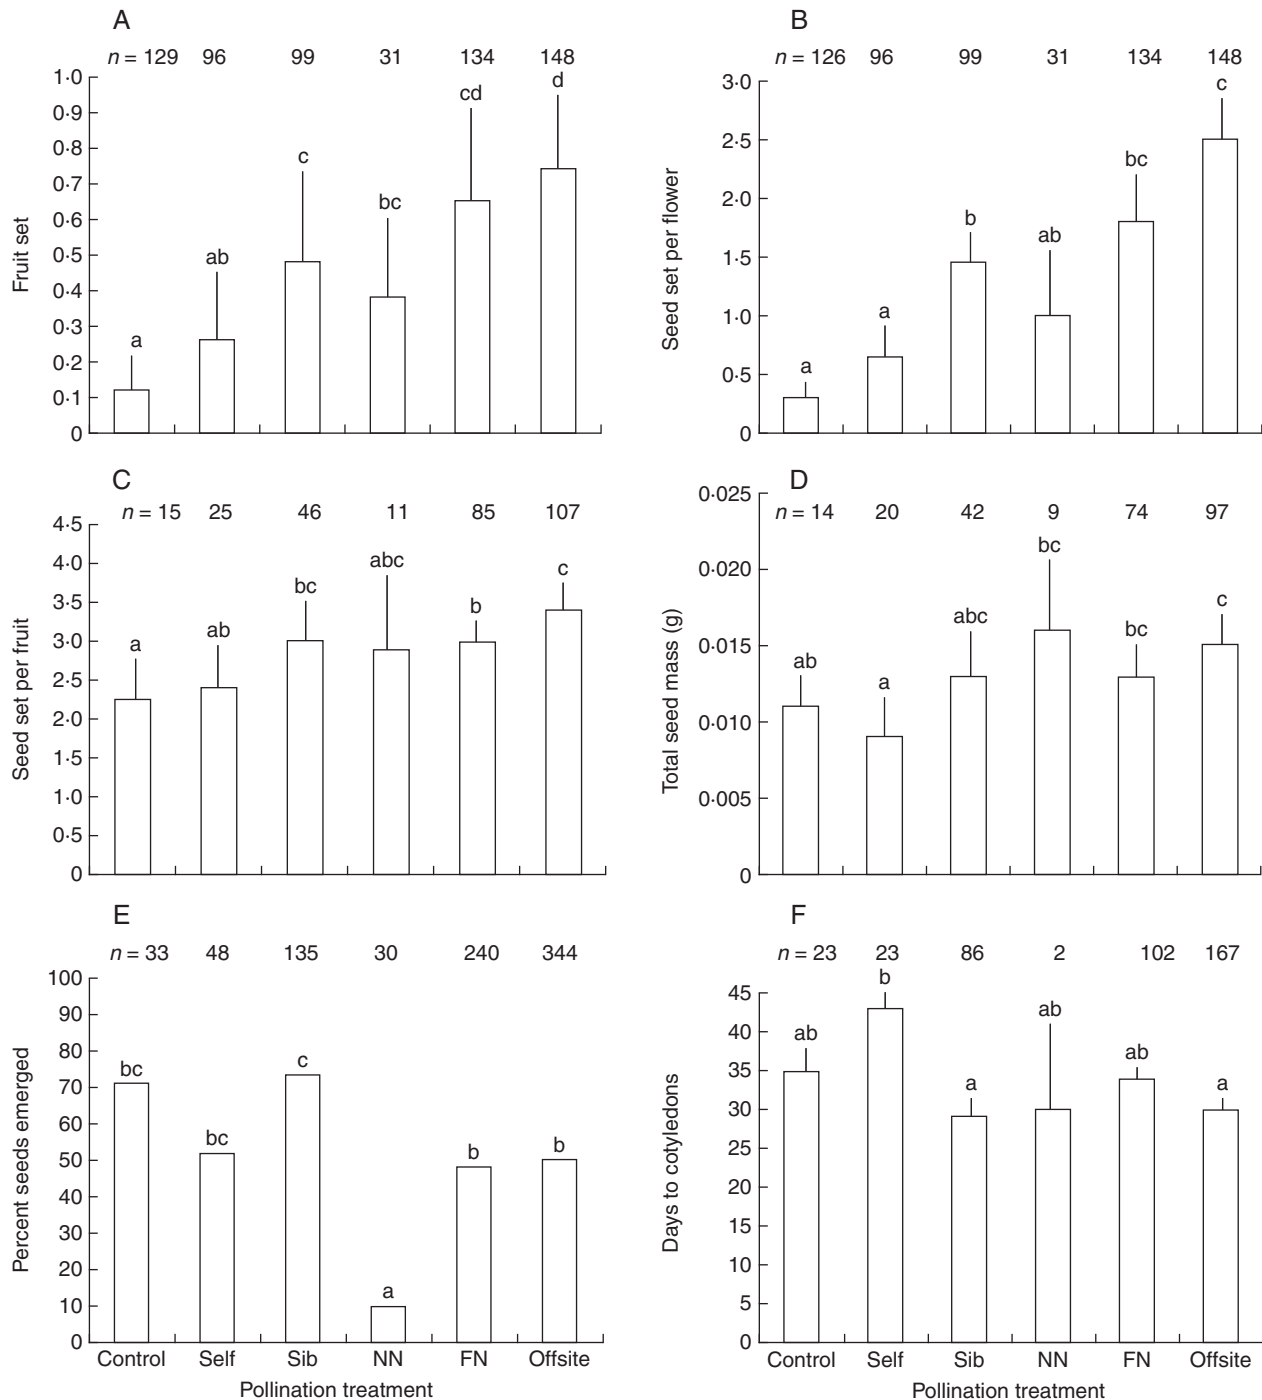 A
n = 129 96 99 31 134 148
1·0
0·9
0·8
0·7
0·6
0·5
0·4
0·3
0·2
0·1
0
Fruit set
a ab c bc cd d
B
n = 126 96 99 31 134 148
3·0
2·5
2·0
1·5
1·0
0·5
0
Seed set per flower
a a b ab bc c
C
n = 15 25 46 11 85 107
4·5
4·0
3·5
3·0
2·5
2·0
1·5
1·0
0·5
0
Seed set per fruit
a ab bc abc b c
D
n = 14 20 42 9 74 97
0·025
0·020
0·015
0·010
0·005
0
Total seed mass (g)
ab a abc bc bc c
E
n = 33 48 135 30 240 344
100
90
80
70
60
50
40
30
20
10
0
Percent seeds emerged
bc bc c a b b
Control Self Sib NN FN Offsite
Pollination treatment
F
n = 23 23 86 2 102 167
45
40
35
30
25
20
15
10
5
0
Days to cotyledons
ab b a ab ab a
Control Self Sib NN FN Offsite
Pollination treatment